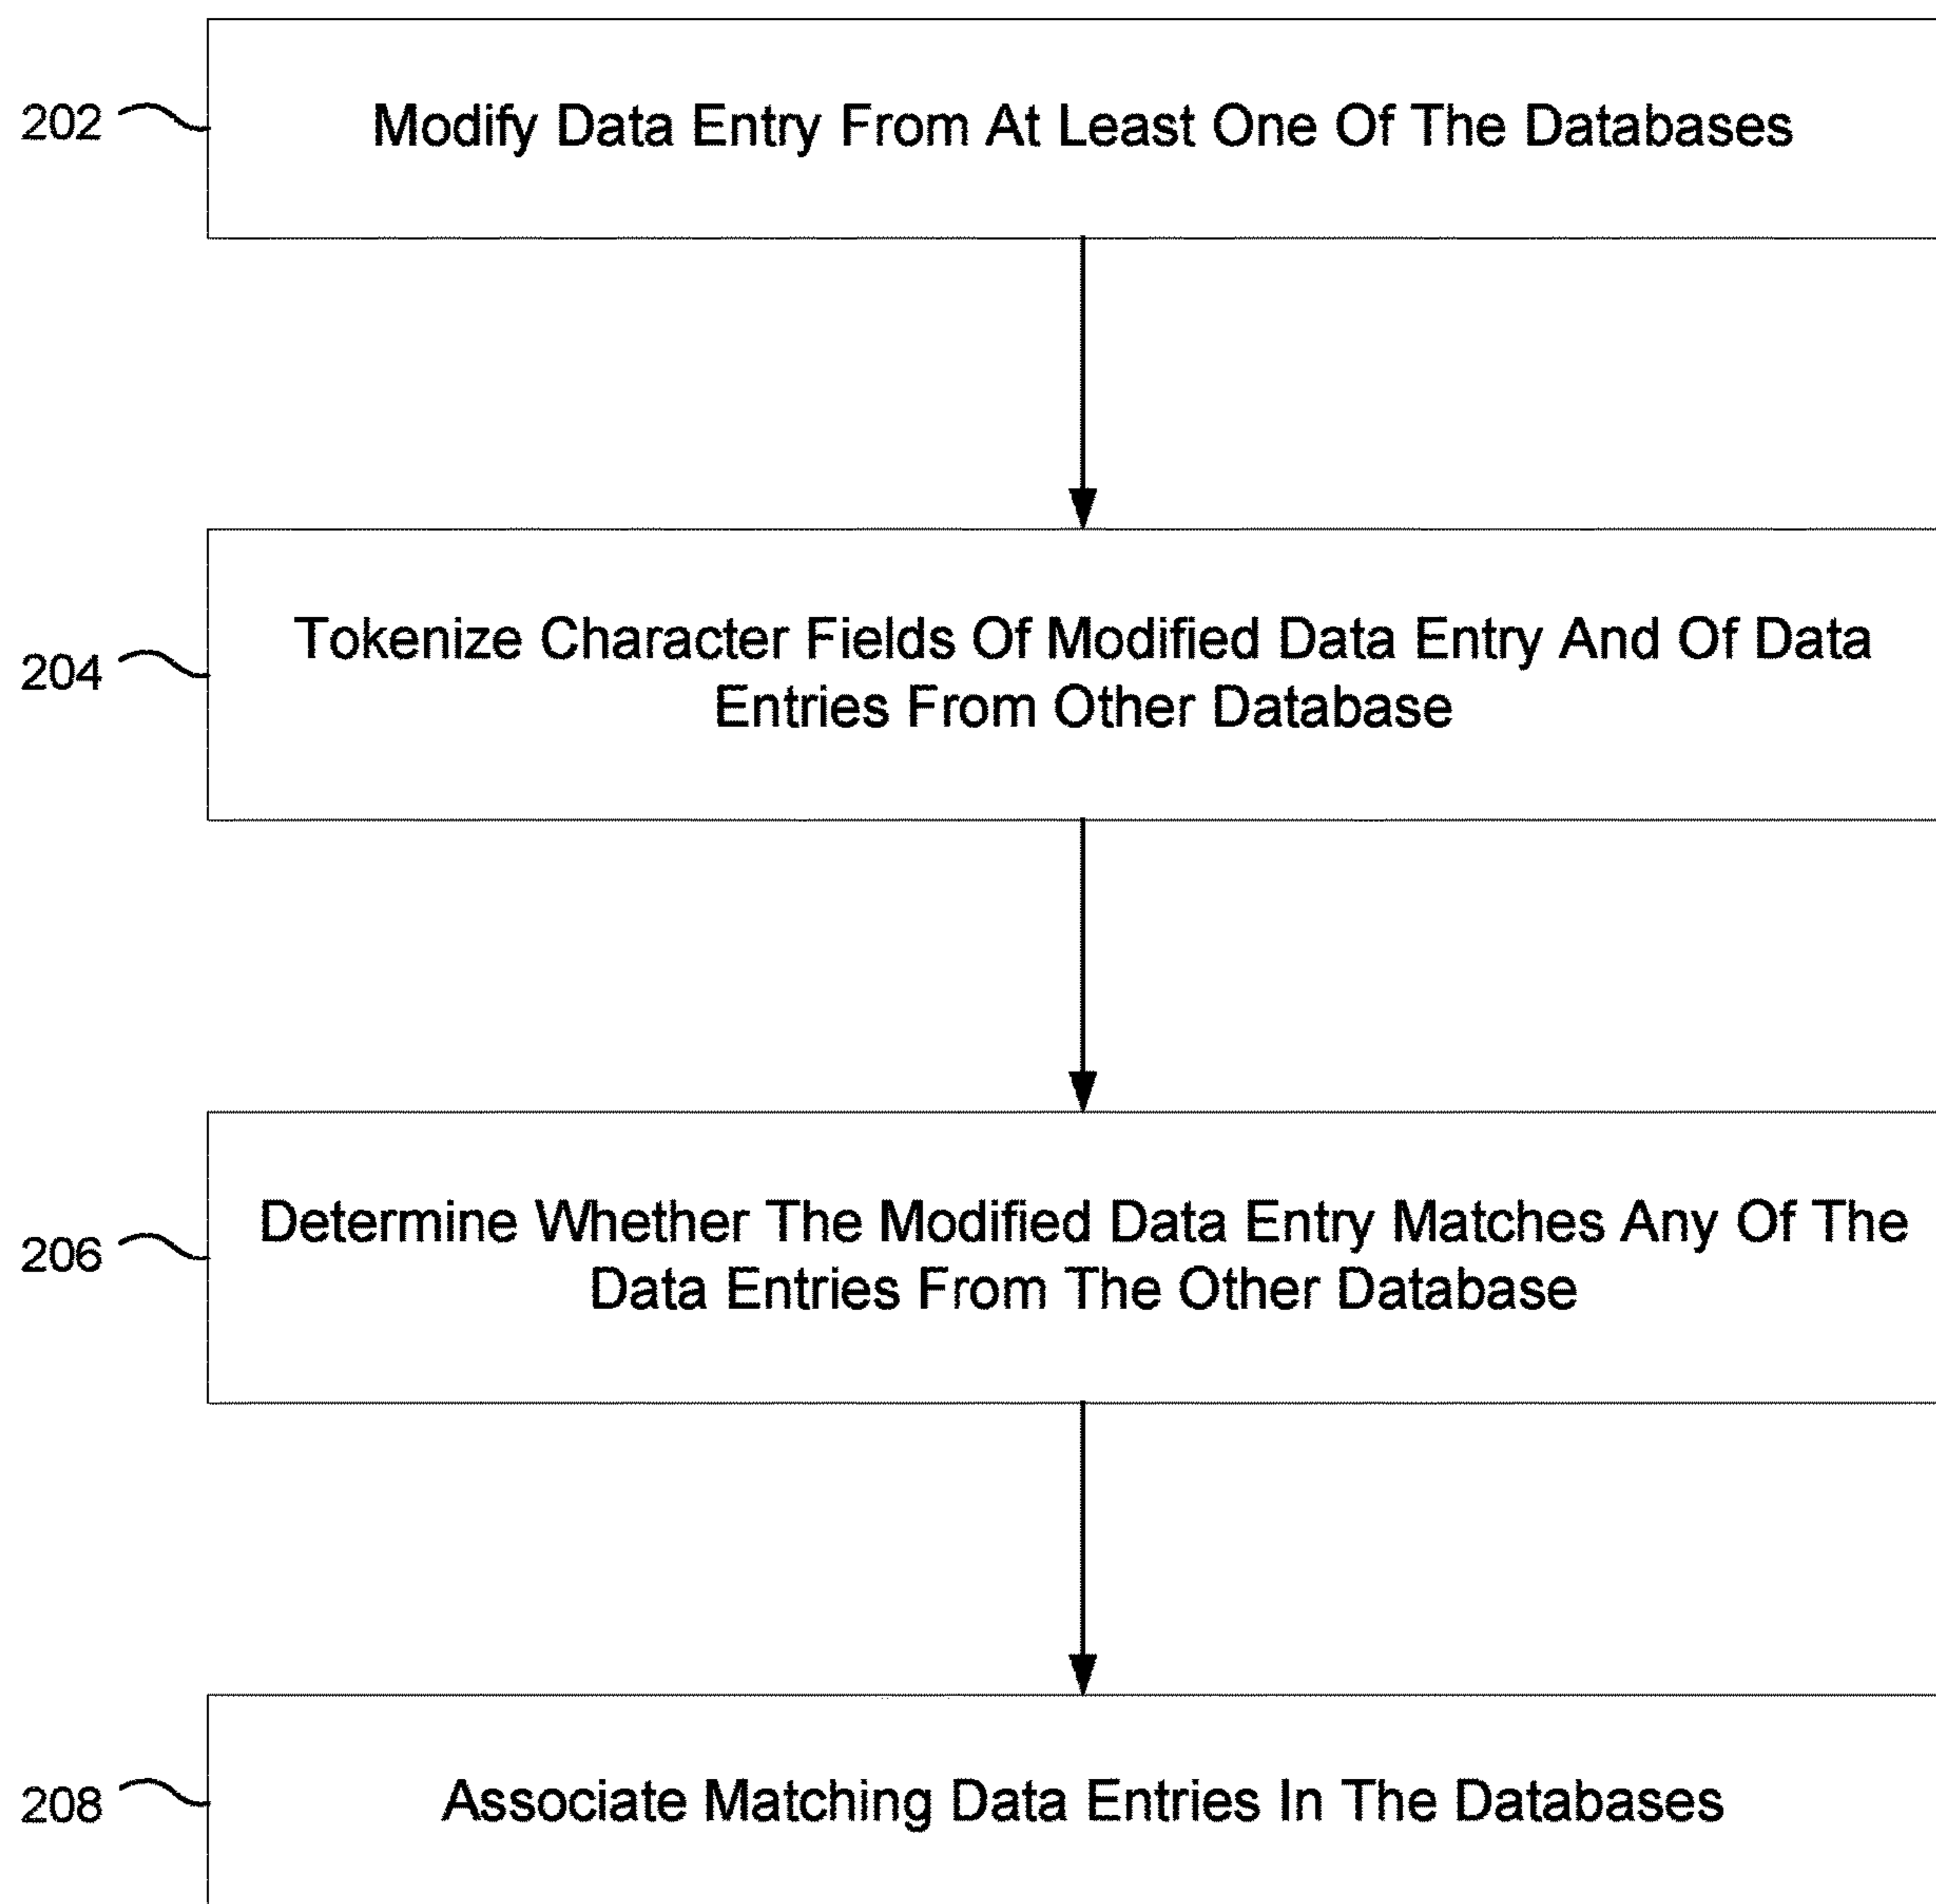 202
Modify Data Entry From At Least One Of The Databases
204
Tokenize Character Fields Of Modified Data Entry And Of Data
Entries From Other Database
206
Determine Whether The Modified Data Entry Matches Any Of The
Data Entries From The Other Database
208
Associate Matching Data Entries In The Databases